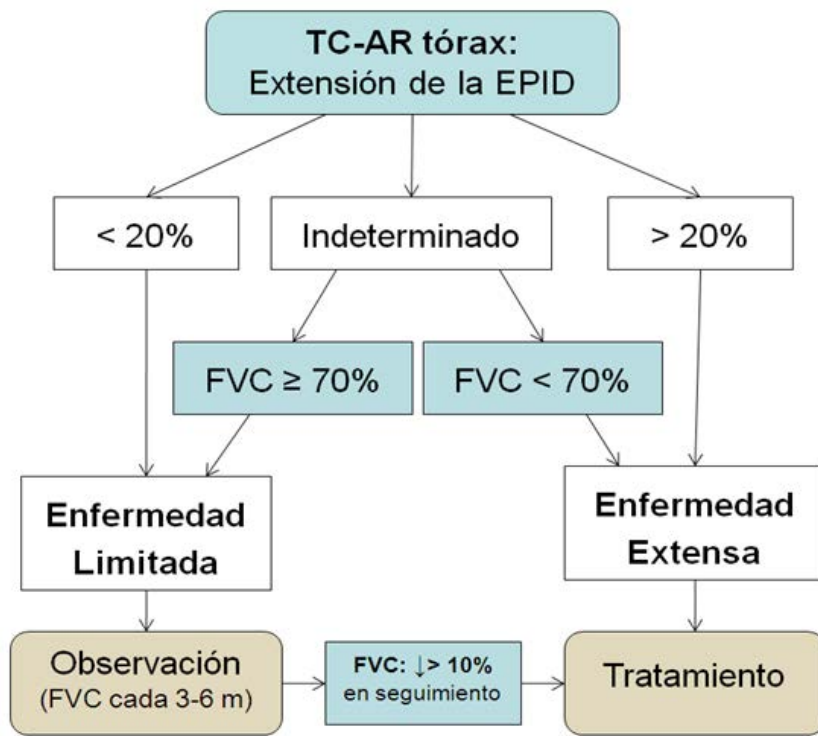 TC-AR tórax:
Extensión de la EPID
< 20%
Indeterminado
> 20%
FVC ≥ 70%
FVC < 70%
Enfermedad
Limitada
Enfermedad
Extensa
Observación
(FVC cada 3-6 m)
FVC: ↓> 10%
en seguimiento
Tratamiento